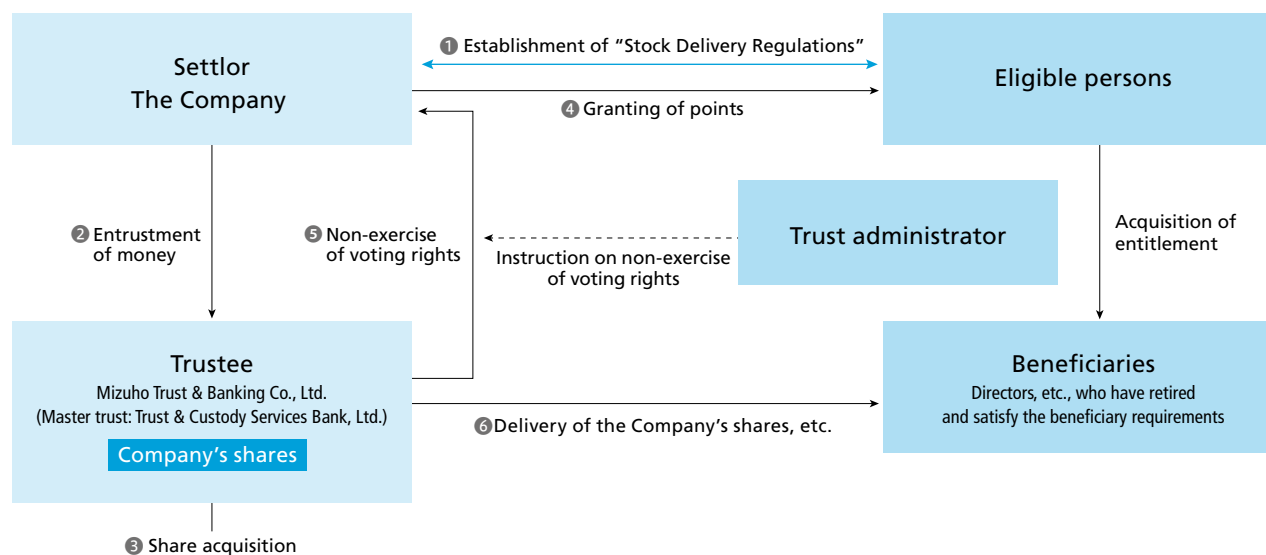 ❶ Establishment of “Stock Delivery Regulations”
Settlor
The Company
Eligible persons
❹ Granting of points
❷ Entrustment
of money
❺ Non-exercise
of voting rights
Trust administrator
Instruction on non-exercise
of voting rights
Acquisition of
entitlement
Trustee
Mizuho Trust & Banking Co., Ltd.
(Master trust: Trust & Custody Services Bank, Ltd.)
Company’s shares
Beneficiaries
Directors, etc., who have retired
and satisfy the beneficiary requirements
❻Delivery of the Company’s shares, etc.
❸ Share acquisition